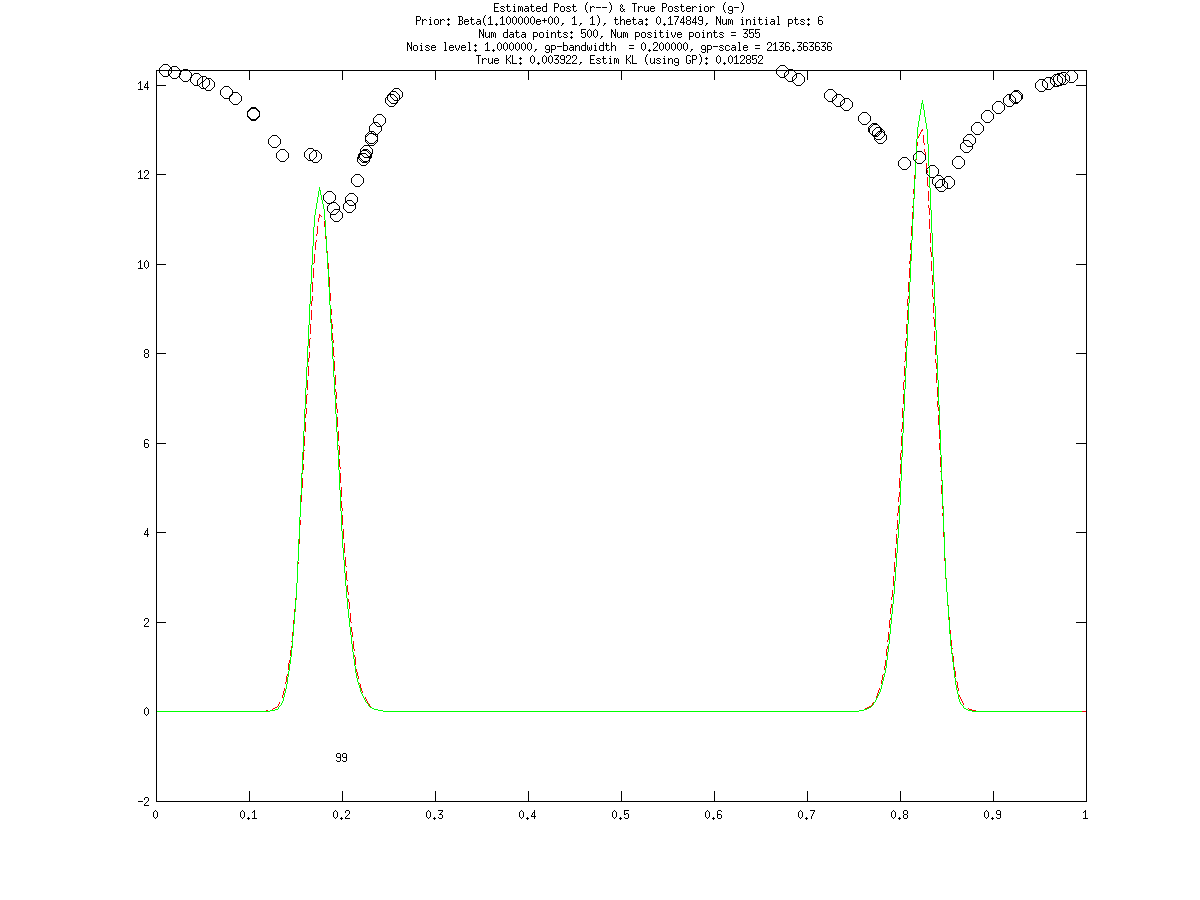 Estimated Post (r--) & True Posterior (g-)
Prior: Beta(1.100000e+00, 1, 1), theta: 0.174849, Num initial pts: 6
Num data points: 500, Num positive points = 355
Noise level: 1.000000, gp-bandwidth  = 0.200000, gp-scale = 2136.363636
True KL: 0.003922, Estim KL (using GP): 0.012852
14
12
10
8
6
4
2
0
99
-2
0 0.1 0.2 0.3 0.4 0.5 0.6 0.7 0.8 0.9 1